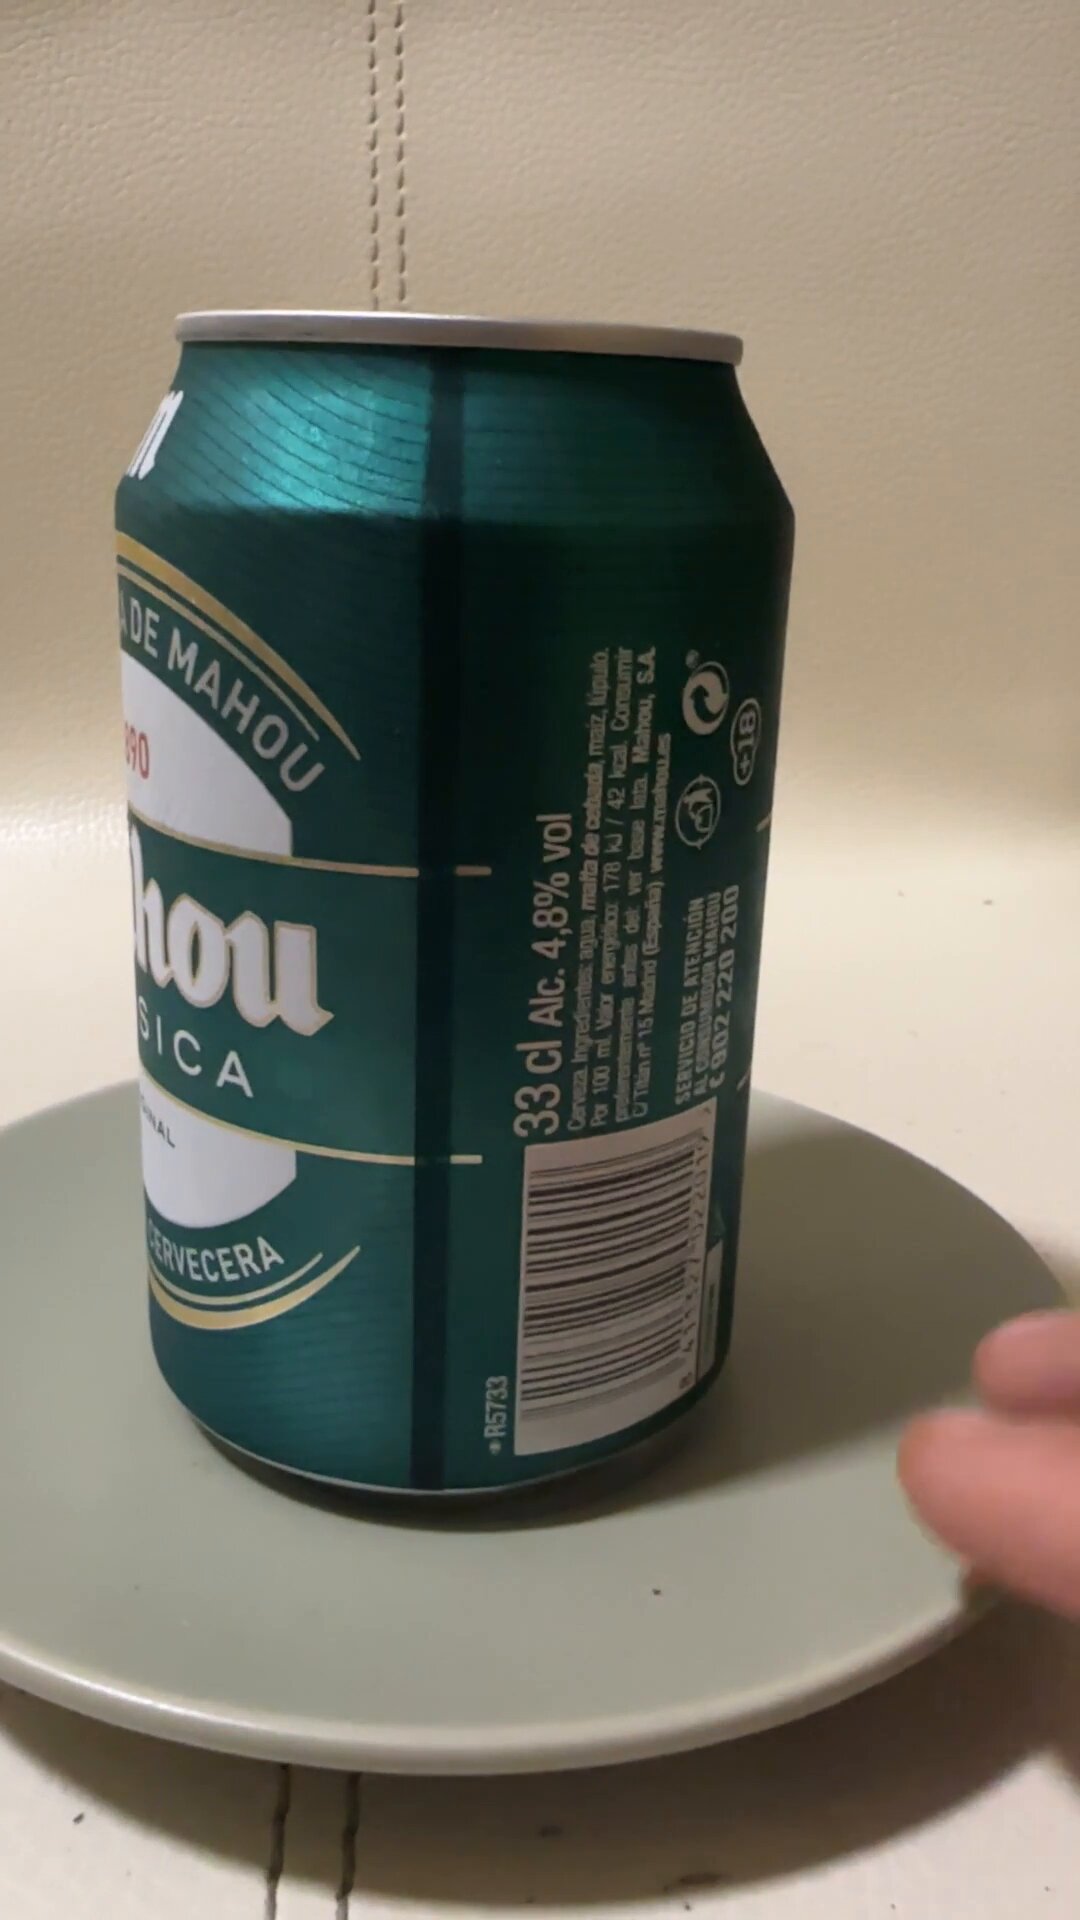 DE MAHOU
890
hou
SICA
CERVECERA
33 cl Alc. 4,8% vol
Cerveza. Ingredientes: agua, malta de cebada, maíz, lúpulo.
Por 100 ml. Valor energético: 178 kJ / 42 kcal. Consumir
preferentemente antes del: ver base lata. Mahou, S.A.
C/ Titán nº 15 Madrid (España) www.mahou.es
SERVICIO DE ATENCIÓN
AL CONSUMIDOR MAHOU
902 220 200
+18
R5733